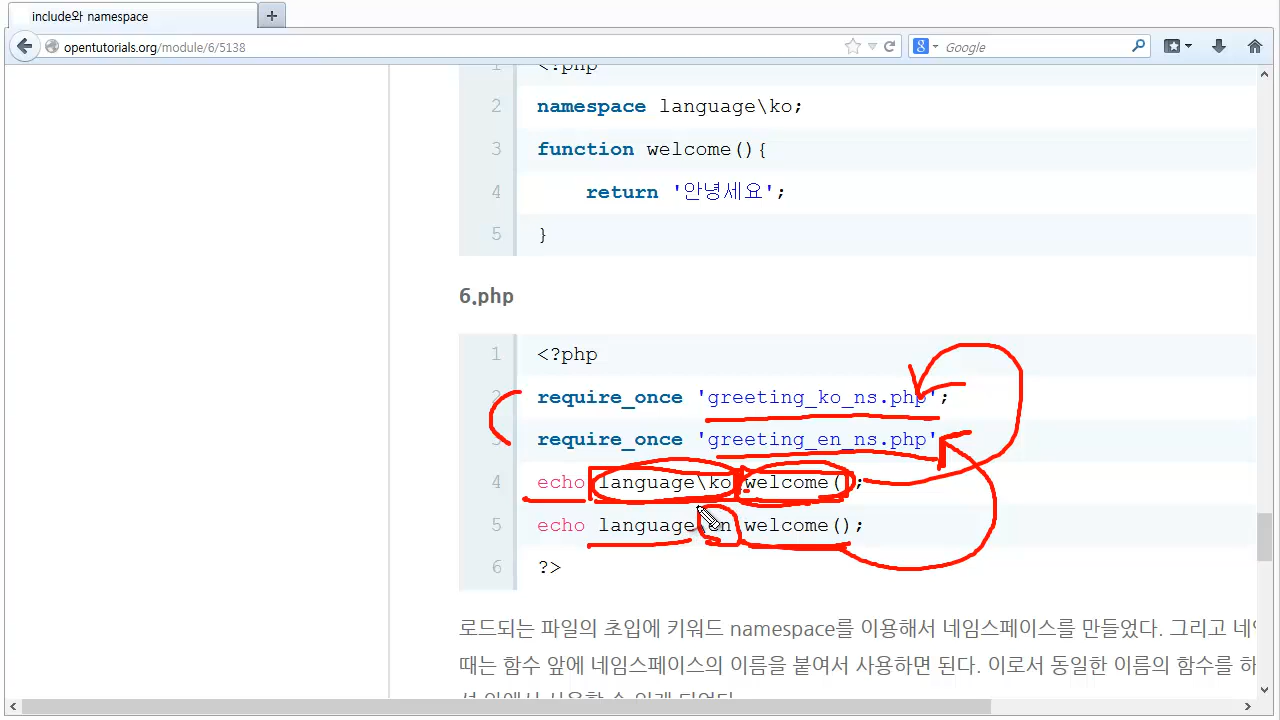 include와 namespace
opentutorials.org/module/6/5138
Google
1 <?php
2 namespace language\ko;
3 function welcome(){
4 return '안녕세요';
5 }
6.php
1 <?php
2 require_once 'greeting_ko_ns.php';
3 require_once 'greeting_en_ns.php'
4 echo language\ko\welcome();
5 echo language\en\welcome();
6 ?>
로드되는 파일의 초입에 키워드 namespace를 이용해서 네임스페이스를 만들었다. 그리고 네임
때는 함수 앞에 네임스페이스의 이름을 붙여서 사용하면 된다. 이로서 동일한 이름의 함수를 하